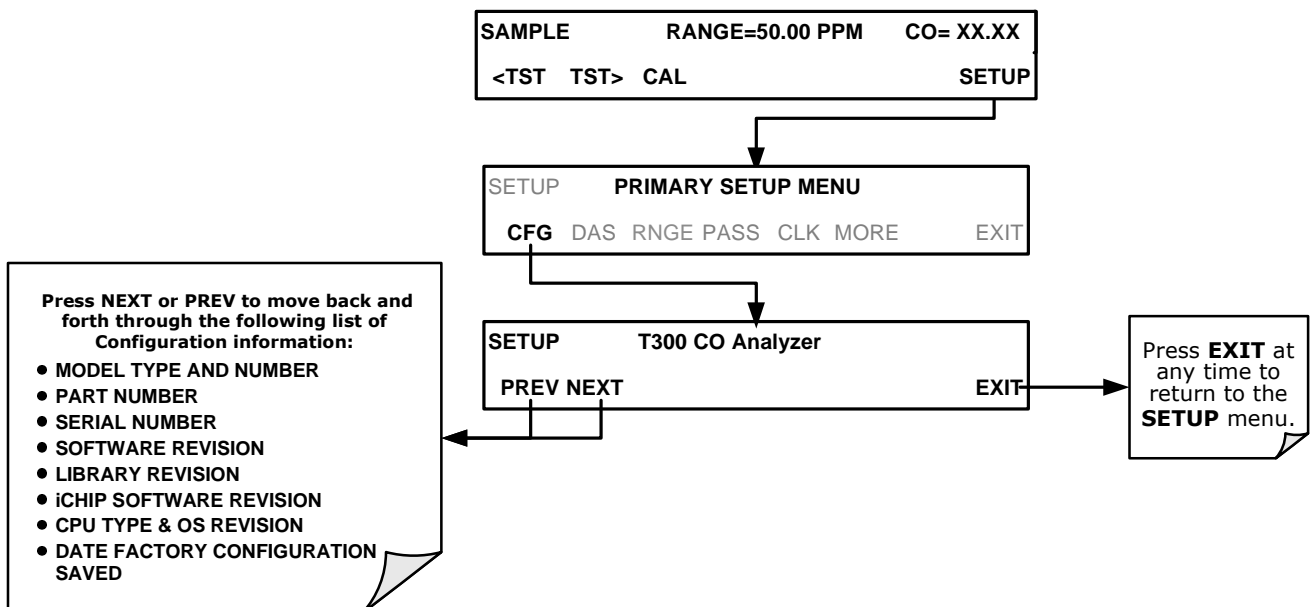 SAMPLE RANGE=50.00 PPM CO= XX.XX
<TST TST> CAL SETUP
SETUP PRIMARY SETUP MENU
CFG DAS RNGE PASS CLK MORE EXIT
SETUP T300 CO Analyzer
PREV NEXT EXIT
Press NEXT or PREV to move back and
forth through the following list of
Configuration information:
● MODEL TYPE AND NUMBER
● PART NUMBER
● SERIAL NUMBER
● SOFTWARE REVISION
● LIBRARY REVISION
● iCHIP SOFTWARE REVISION
● CPU TYPE & OS REVISION
● DATE FACTORY CONFIGURATION
SAVED
Press EXIT at
any time to
return to the
SETUP menu.